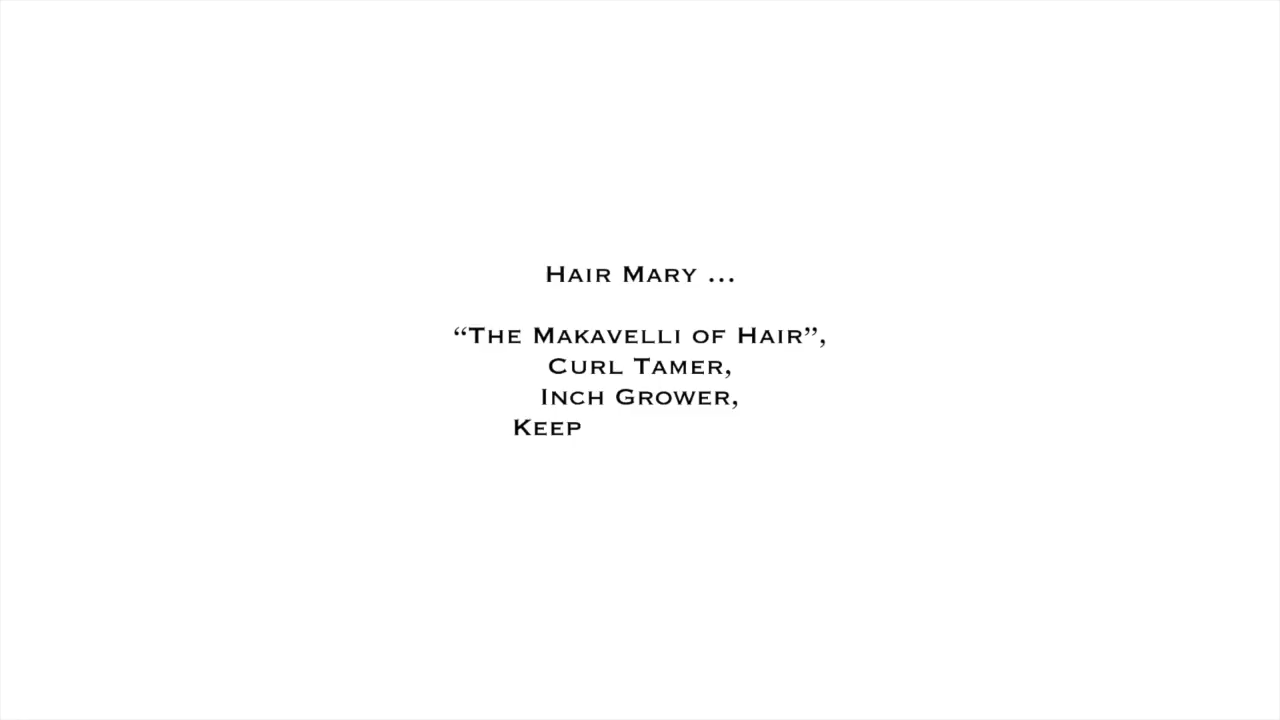 Hair Mary ...
“The Makavelli of Hair”,
Curl Tamer,
Inch Grower,
Keep